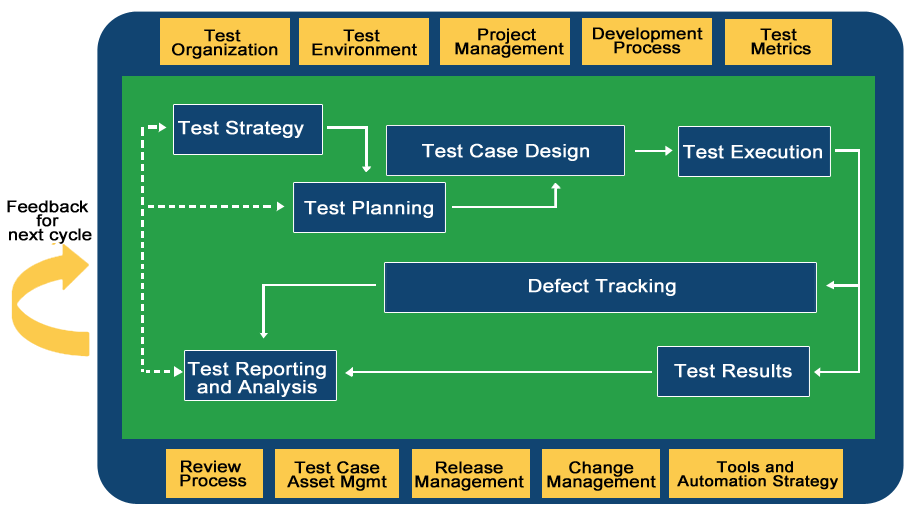 Test
Organization
Test
Environment
Project
Management
Development
Process
Test
Metrics
Test Strategy
Test Case Design
Test Execution
Test Planning
Feedback
for
next cycle
Defect Tracking
Test Reporting
and Analysis
Test Results
Review
Process
Test Case
Asset Mgmt
Release
Management
Change
Management
Tools and
Automation Strategy